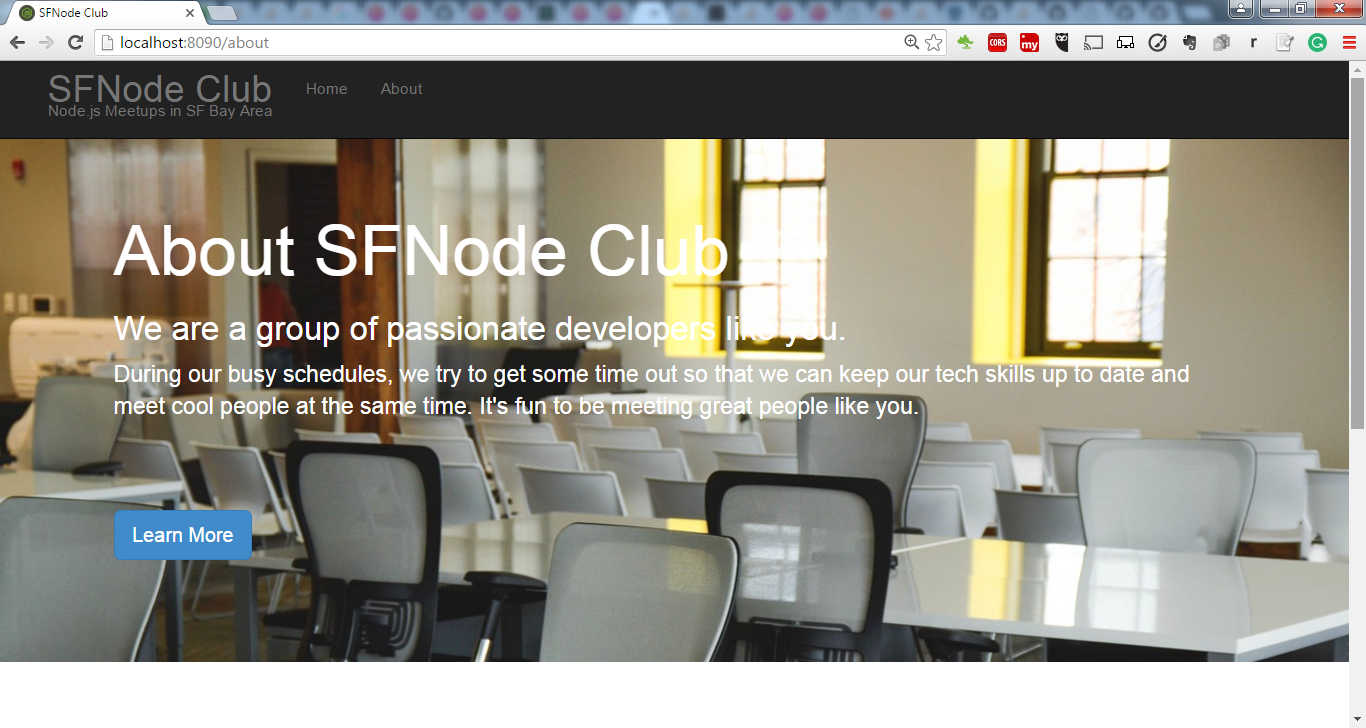 SFNode Club
localhost:8090/about
CORS
my
r
SFNode Club
Home
About
Node.js Meetups in SF Bay Area
About SFNode Club
We are a group of passionate developers like you.
During our busy schedules, we try to get some time out so that we can keep our tech skills up to date and
meet cool people at the same time. It's fun to be meeting great people like you.
Learn More